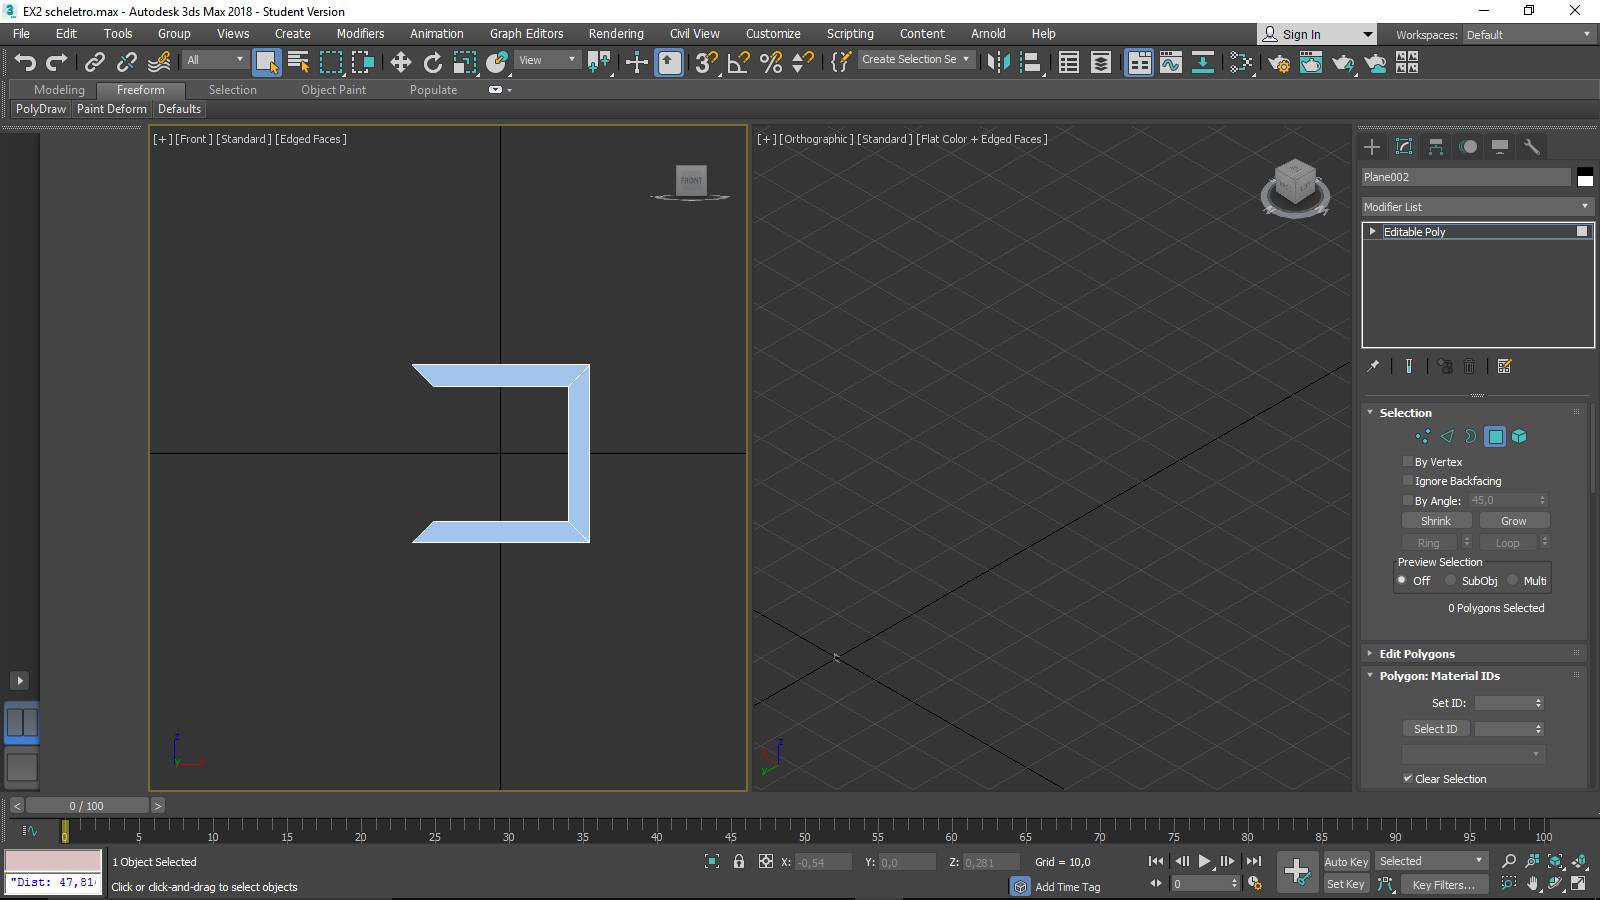 EX2 scheletro.max - Autodesk 3ds Max 2018 - Student Version
File Edit Tools Group Views Create Modifiers Animation Graph Editors Rendering Civil View Customize Scripting Content Arnold Help Sign In Workspaces: Default
All View Create Selection Se
Modeling Freeform Selection Object Paint Populate
PolyDraw Paint Deform Defaults
[+] [Front] [Standard] [Edged Faces]
[+] [Orthographic] [Standard] [Flat Color + Edged Faces]
FRONT
Plane002
Modifier List
Editable Poly
Selection
By Vertex
Ignore Backfacing
By Angle: 45,0
Shrink Grow
Ring Loop
Preview Selection
Off SubObj Multi
0 Polygons Selected
Edit Polygons
Polygon: Material IDs
Set ID:
Select ID
Clear Selection
z
x
y
z
y
< 0 / 100 >
0 5 10 15 20 25 30 35 40 45 50 55 60 65 70 75 80 85 90 95 100
1 Object Selected X: -0,54 Y: 0,0 Z: 0,281 Grid = 10,0 Auto Key Selected
"Dist: 47,81 Click or click-and-drag to select objects Add Time Tag 0 Set Key Key Filters...